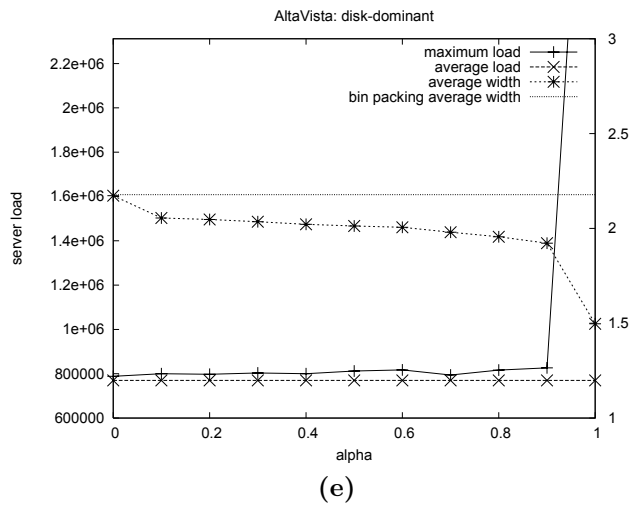 AltaVista: disk-dominant
maximum load
average load
average width
bin packing average width
2.2e+06
2e+06
1.8e+06
1.6e+06
1.4e+06
1.2e+06
1e+06
800000
600000
server load
3
2.5
2
1.5
1
0
0.2
0.4
0.6
0.8
1
alpha
(e)